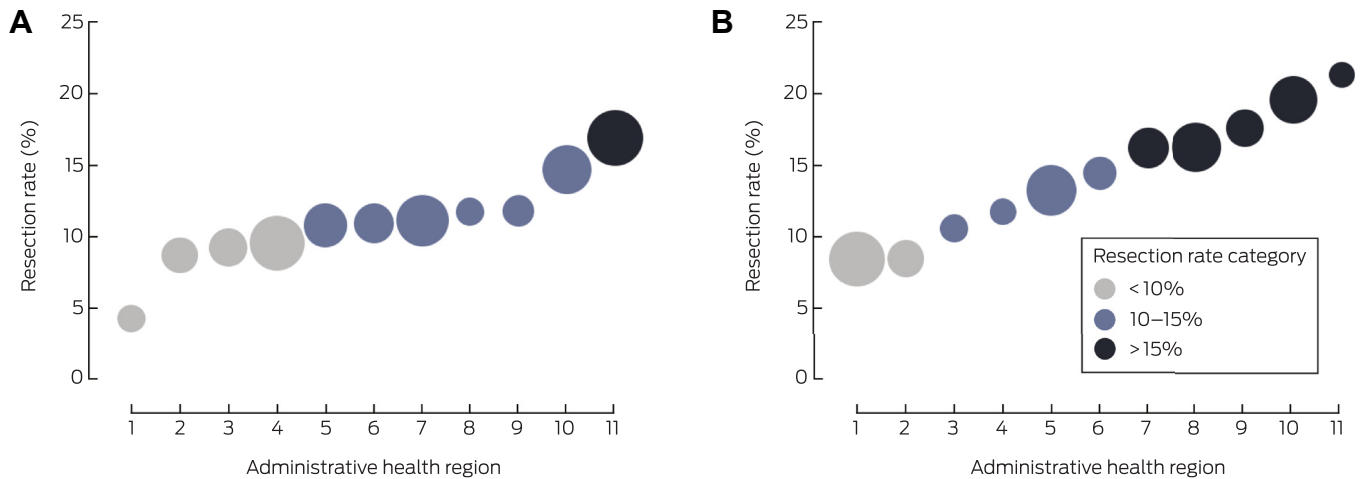 A
25
20
15
10
5
0
Resection rate (%)
1 2 3 4 5 6 7 8 9 10 11
Administrative health region
B
25
20
15
10
5
0
Resection rate (%)
Resection rate category
<10%
10–15%
>15%
1 2 3 4 5 6 7 8 9 10 11
Administrative health region